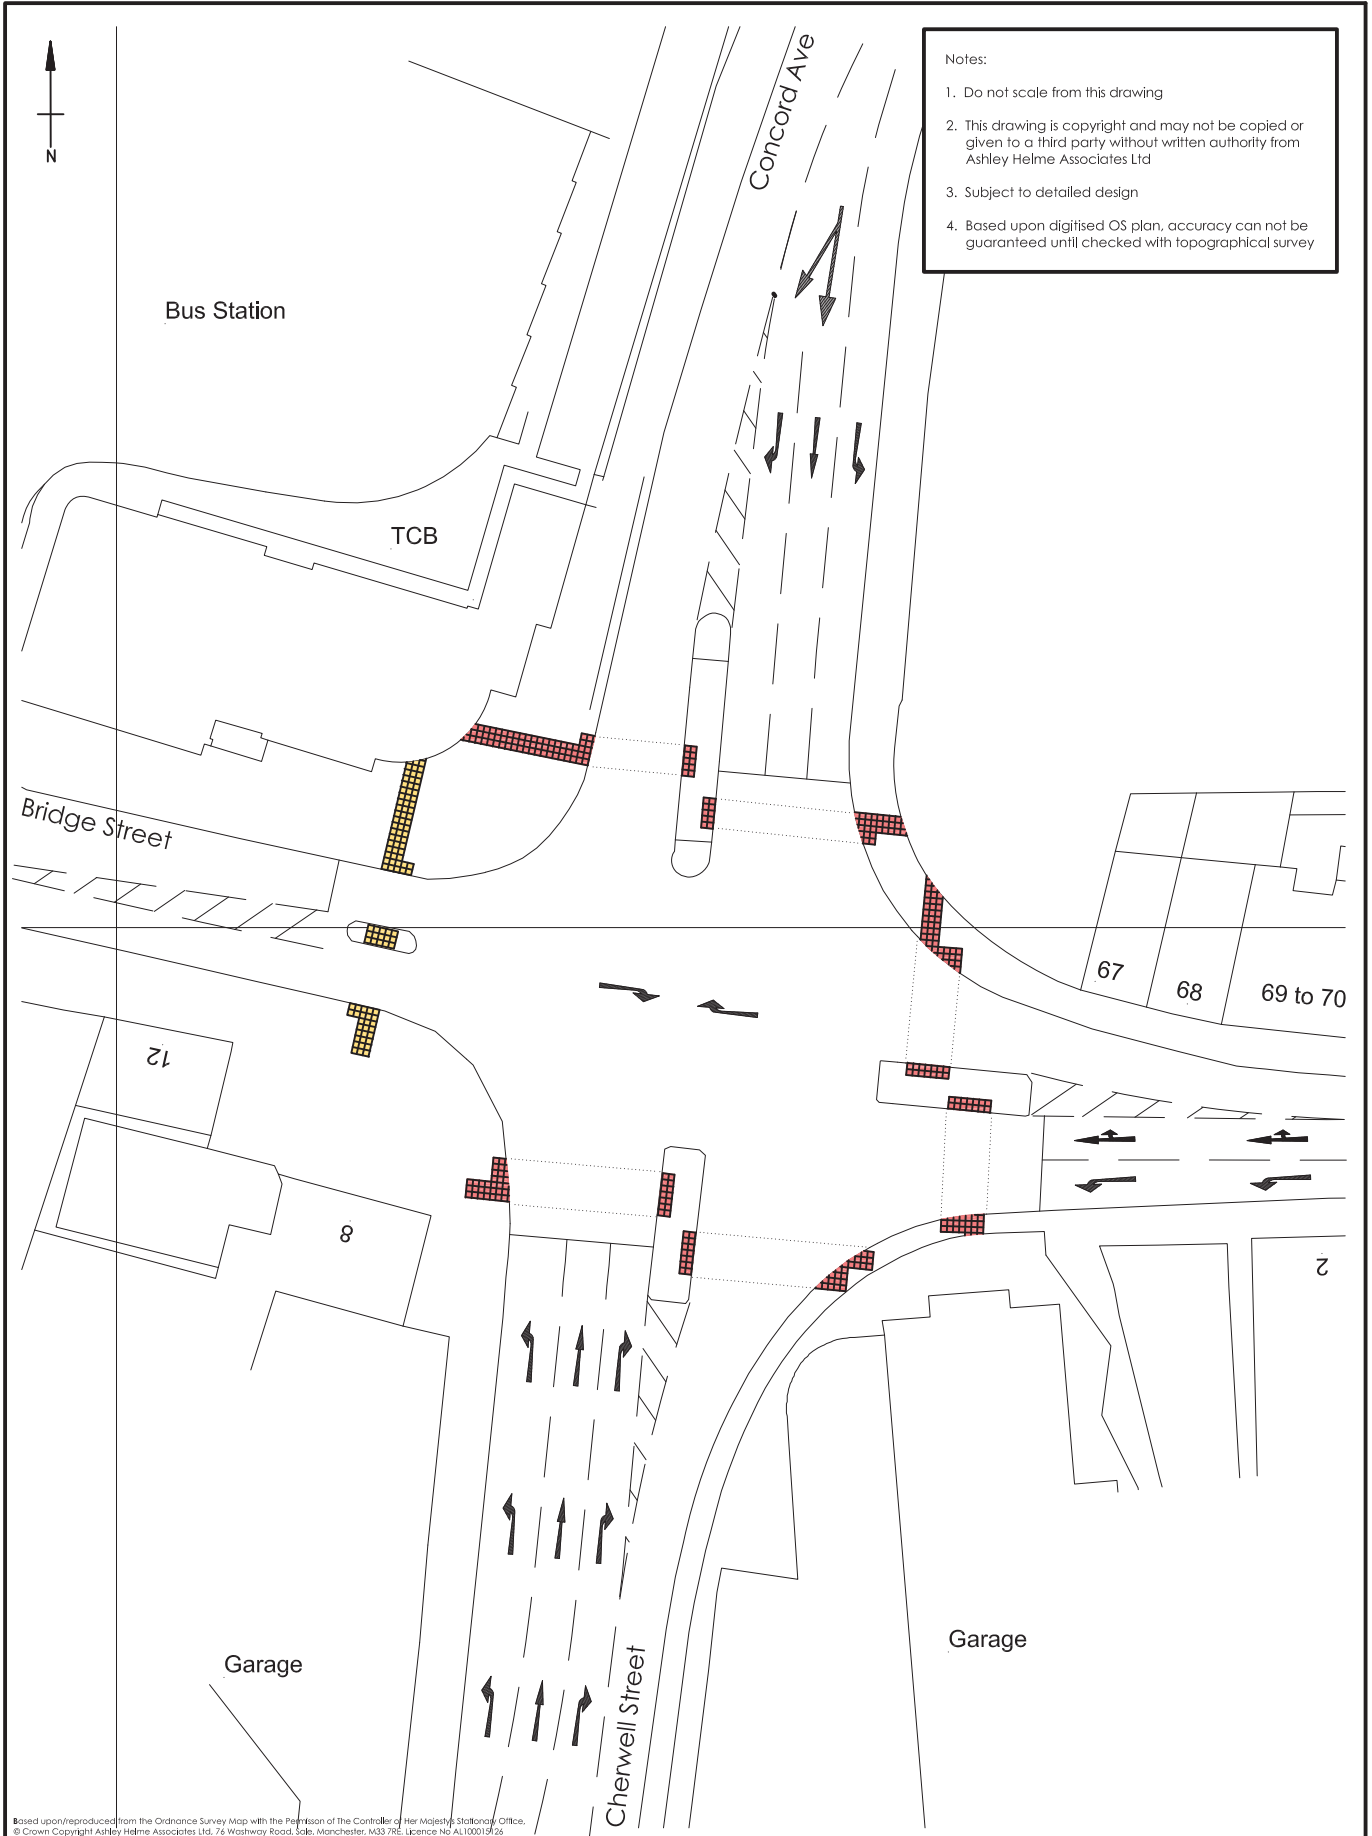 Notes:
1. Do not scale from this drawing
2. This drawing is copyright and may not be copied or
given to a third party without written authority from
Ashley Helme Associates Ltd
3. Subject to detailed design
4. Based upon digitised OS plan, accuracy can not be
guaranteed until checked with topographical survey
N
Concord Ave
Bus Station
TCB
Bridge Street
67
68
69 to 70
12
8
2
Garage
Garage
Cherwell Street
Based upon/reproduced from the Ordnance Survey Map with the Permisson of The Controller of Her Majesty's Stationary Office,
© Crown Copyright Ashley Helme Associates Ltd, 76 Washway Road, Sale, Manchester, M33 7RE, Licence No AL100015126